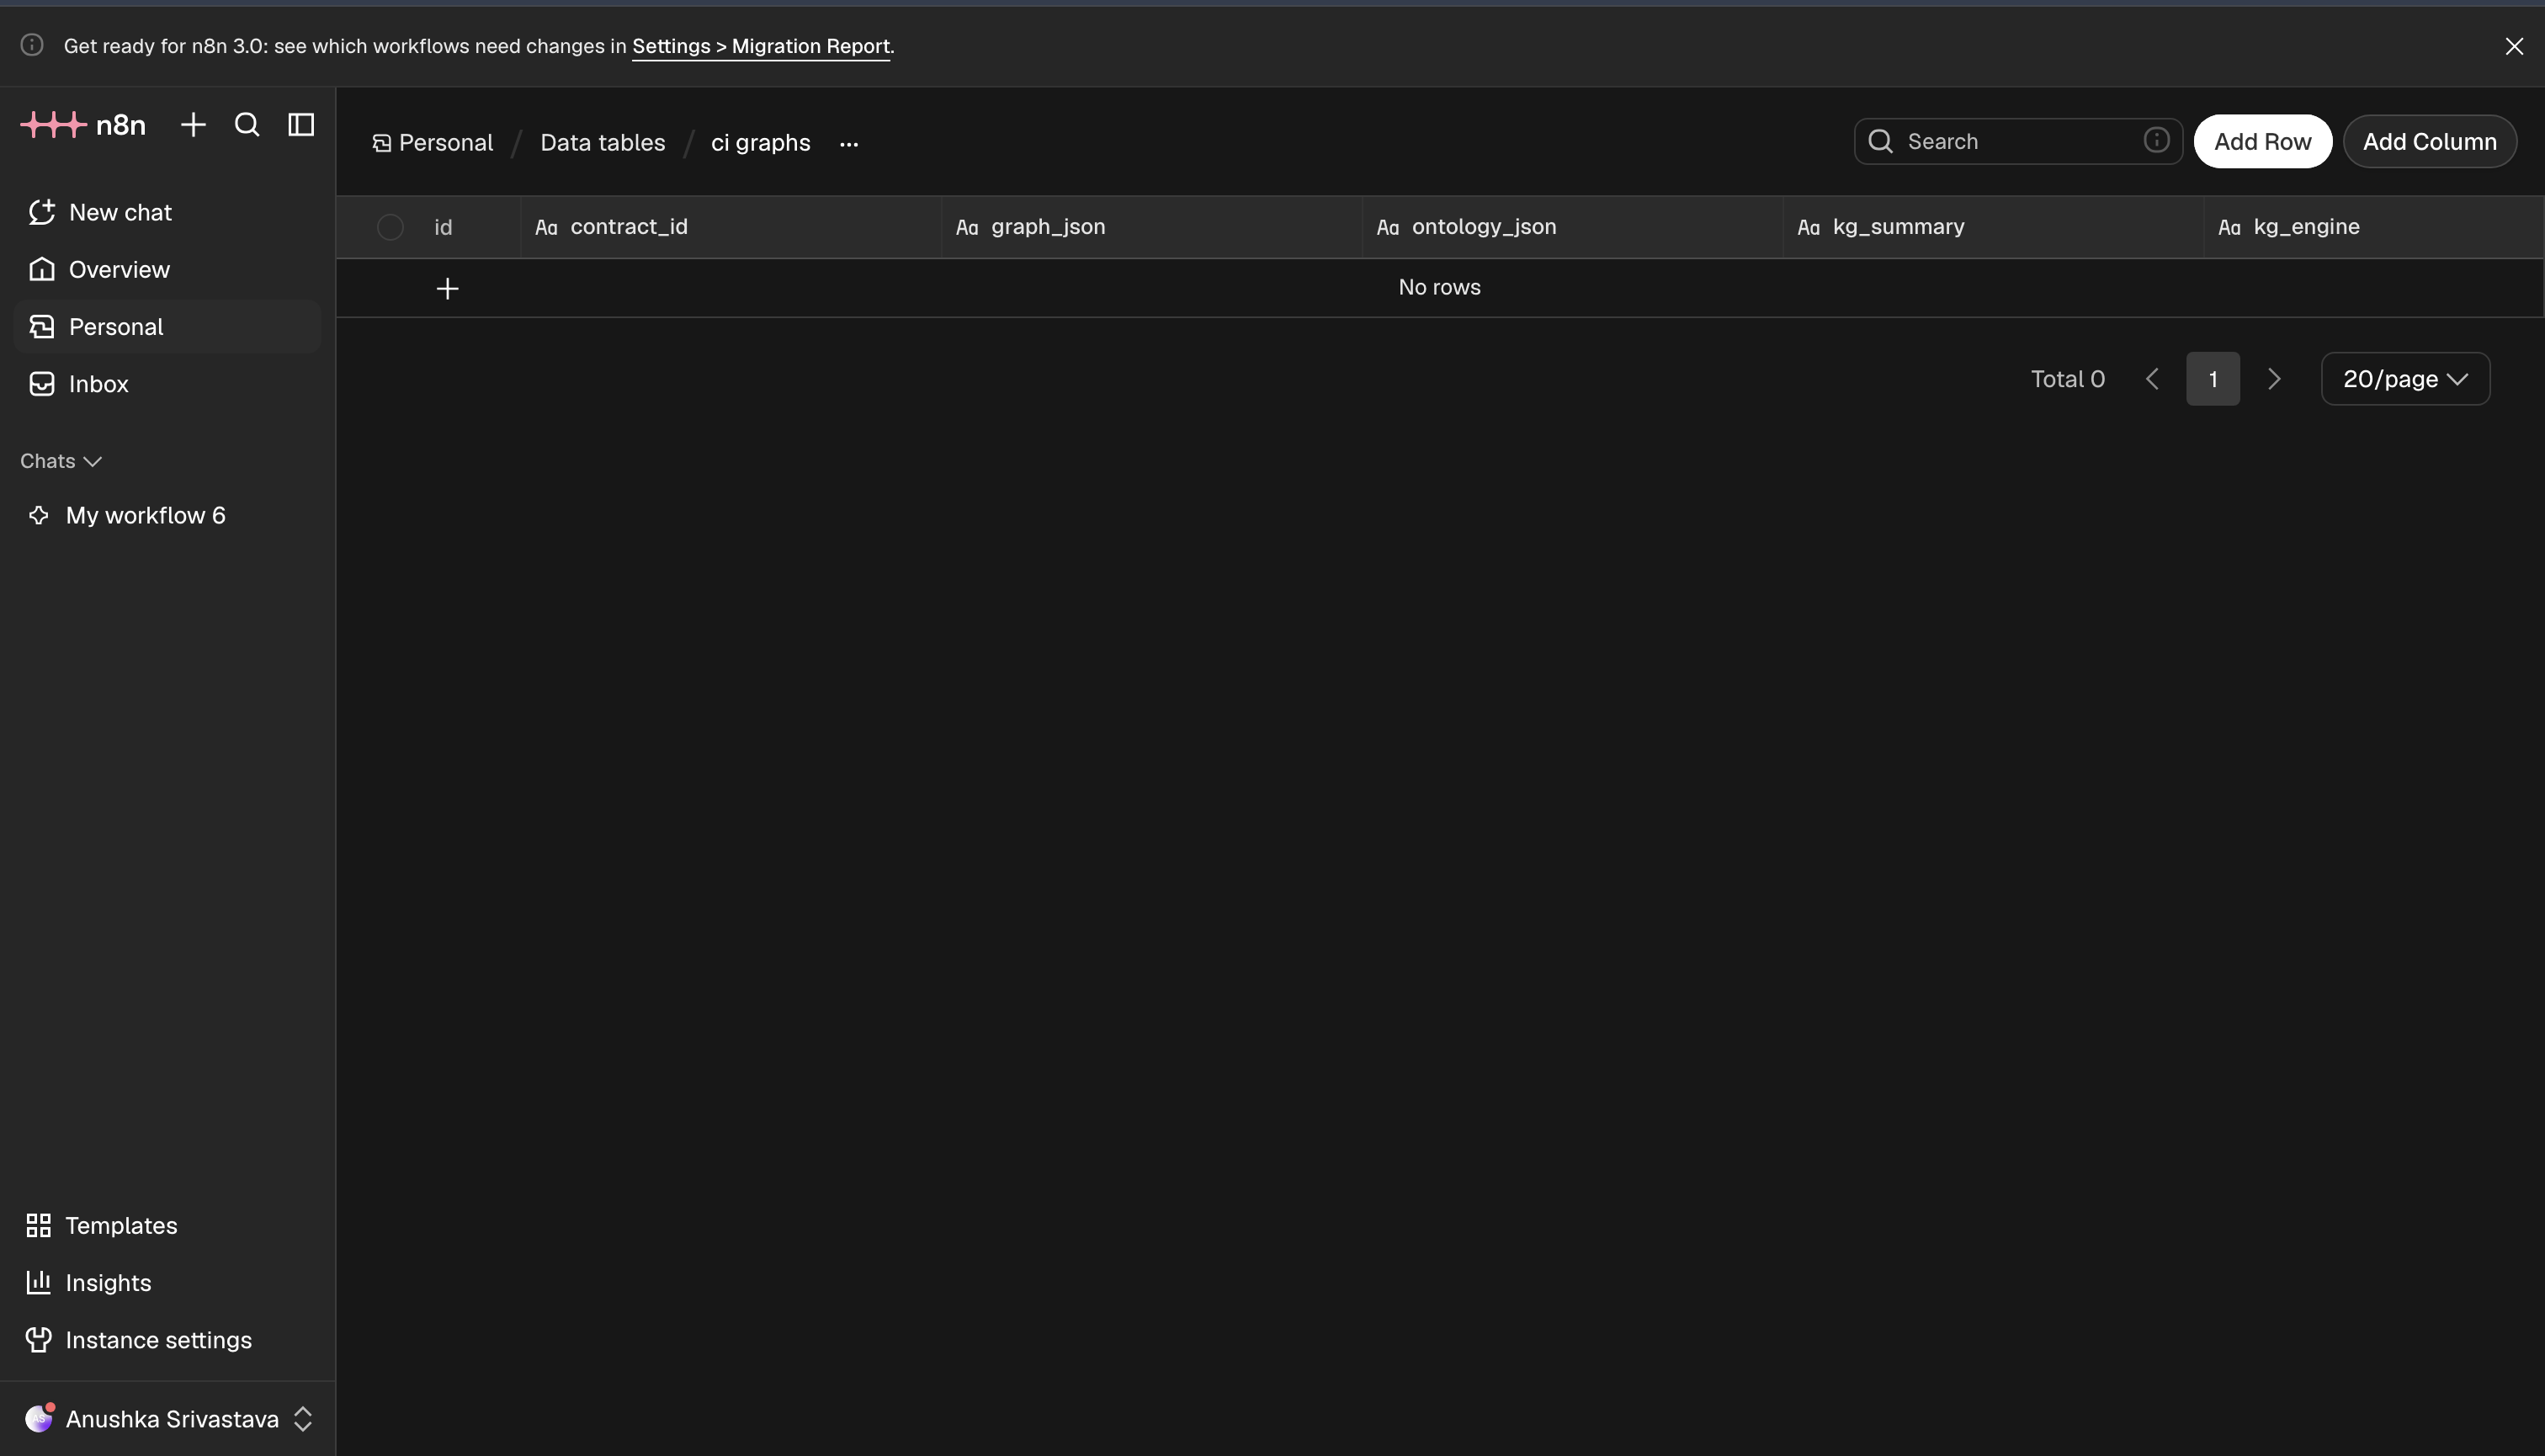 Get ready for n8n 3.0: see which workflows need changes in Settings > Migration Report.
n8n
New chat
Overview
Personal
Inbox
Chats
My workflow 6
Templates
Insights
Instance settings
AS
Anushka Srivastava
Personal / Data tables / ci graphs ...
Search
Add Row
Add Column
id
Aa contract_id
Aa graph_json
Aa ontology_json
Aa kg_summary
Aa kg_engine
No rows
Total 0
1
20/page